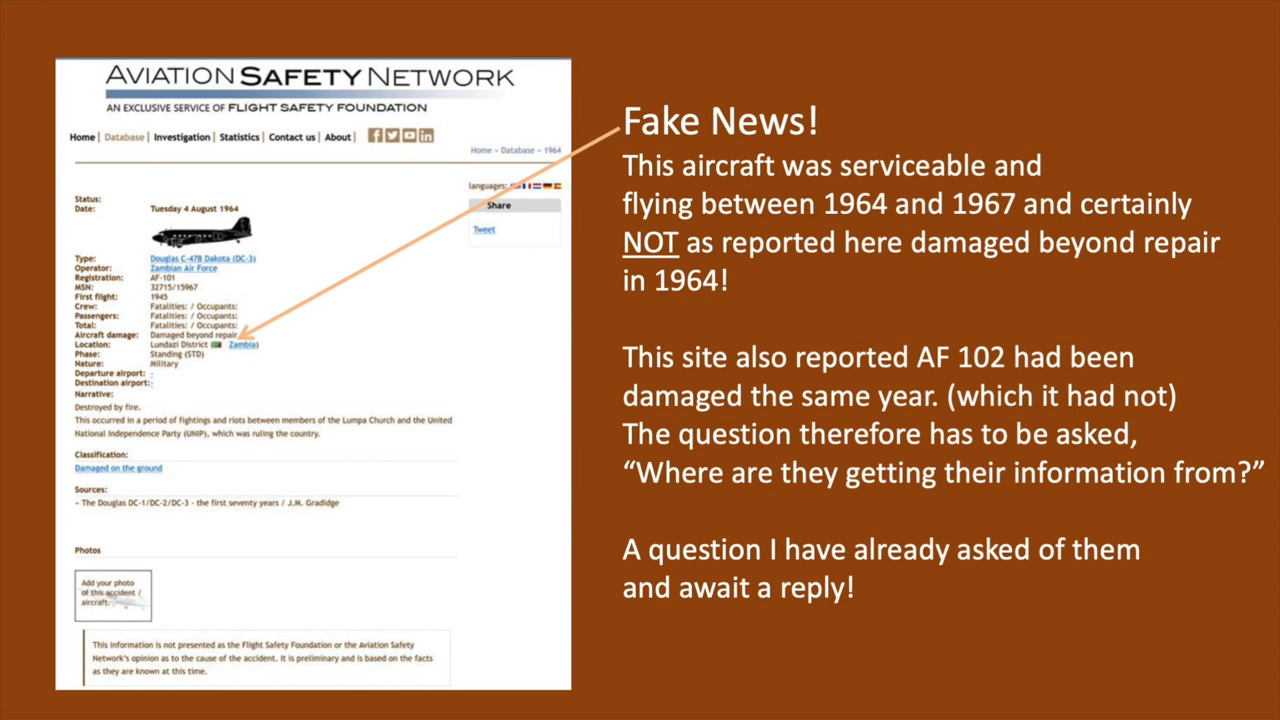 AVIATION SAFETY NETWORK
AN EXCLUSIVE SERVICE OF FLIGHT SAFETY FOUNDATION
Home | Database | Investigation | Statistics | Contact us | About |
Home » Database » 1964
languages:
Share
Tweet
Status:
Date: Tuesday 4 August 1964
Type: Douglas C-47B Dakota (DC-3)
Operator: Zambian Air Force
Registration: AF-101
MSN: 32715/15967
First flight: 1945
Crew: Fatalities: / Occupants:
Passengers: Fatalities: / Occupants:
Total: Fatalities: / Occupants:
Aircraft damage: Damaged beyond repair
Location: Lundazi District ( Zambia)
Phase: Standing (STD)
Nature: Military
Departure airport: -
Destination airport: -
Narrative:
Destroyed by fire.
This occurred in a period of fightings and riots between members of the Lumpa Church and the United
National Independence Party (UNIP), which was ruling the country.
Classification:
Damaged on the ground
Sources:
» The Douglas DC-1/DC-2/DC-3 - the first seventy years / J.M. Gradidge
Photos
Add your photo
of this accident /
aircraft.
This information is not presented as the Flight Safety Foundation or the Aviation Safety
Network's opinion as to the cause of the accident. It is preliminary and is based on the facts
as they are known at this time.
Fake News!
This aircraft was serviceable and
flying between 1964 and 1967 and certainly
NOT as reported here damaged beyond repair
in 1964!
This site also reported AF 102 had been
damaged the same year. (which it had not)
The question therefore has to be asked,
“Where are they getting their information from?”
A question I have already asked of them
and await a reply!